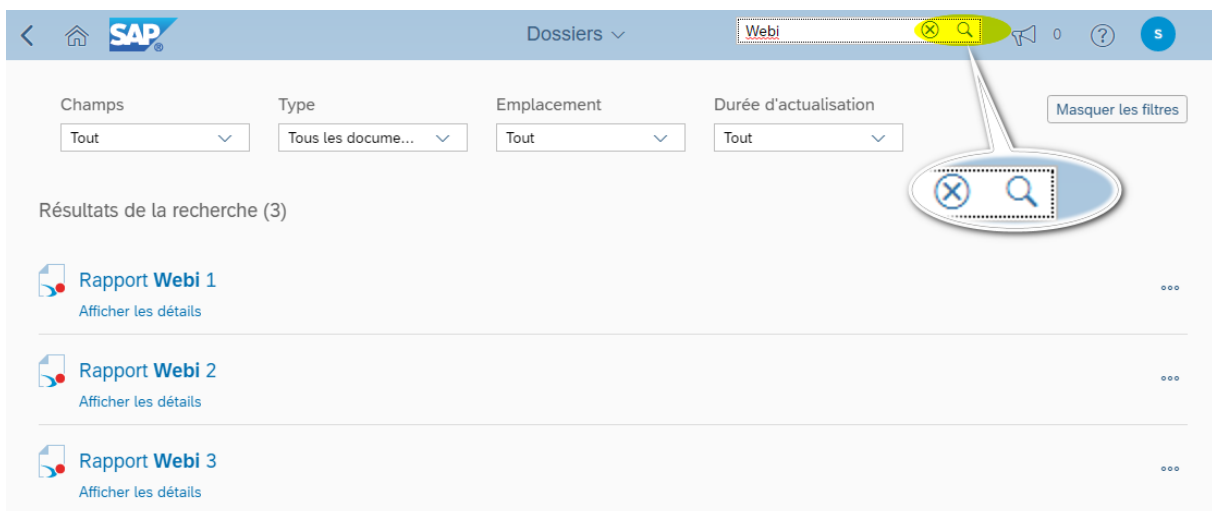 SAP
Dossiers
Webi
0
?
S
Champs
Type
Emplacement
Durée d'actualisation
Masquer les filtres
Tout
Tous les docume...
Tout
Tout
Résultats de la recherche (3)
Rapport Webi 1
Afficher les détails
Rapport Webi 2
Afficher les détails
Rapport Webi 3
Afficher les détails